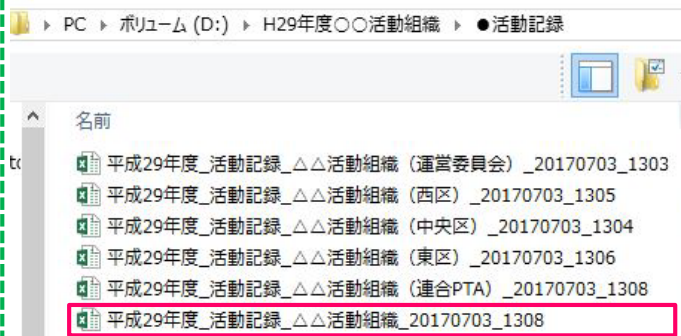 PC ▸ ボリューム (D:) ▸ H29年度○○活動組織 ▸ ●活動記録
名前
tc
平成29年度_活動記録_△△活動組織（運営委員会）_20170703_1303
平成29年度_活動記録_△△活動組織（西区）_20170703_1305
平成29年度_活動記録_△△活動組織（中央区）_20170703_1304
平成29年度_活動記録_△△活動組織（東区）_20170703_1306
平成29年度_活動記録_△△活動組織（連合PTA）_20170703_1308
平成29年度_活動記録_△△活動組織_20170703_1308